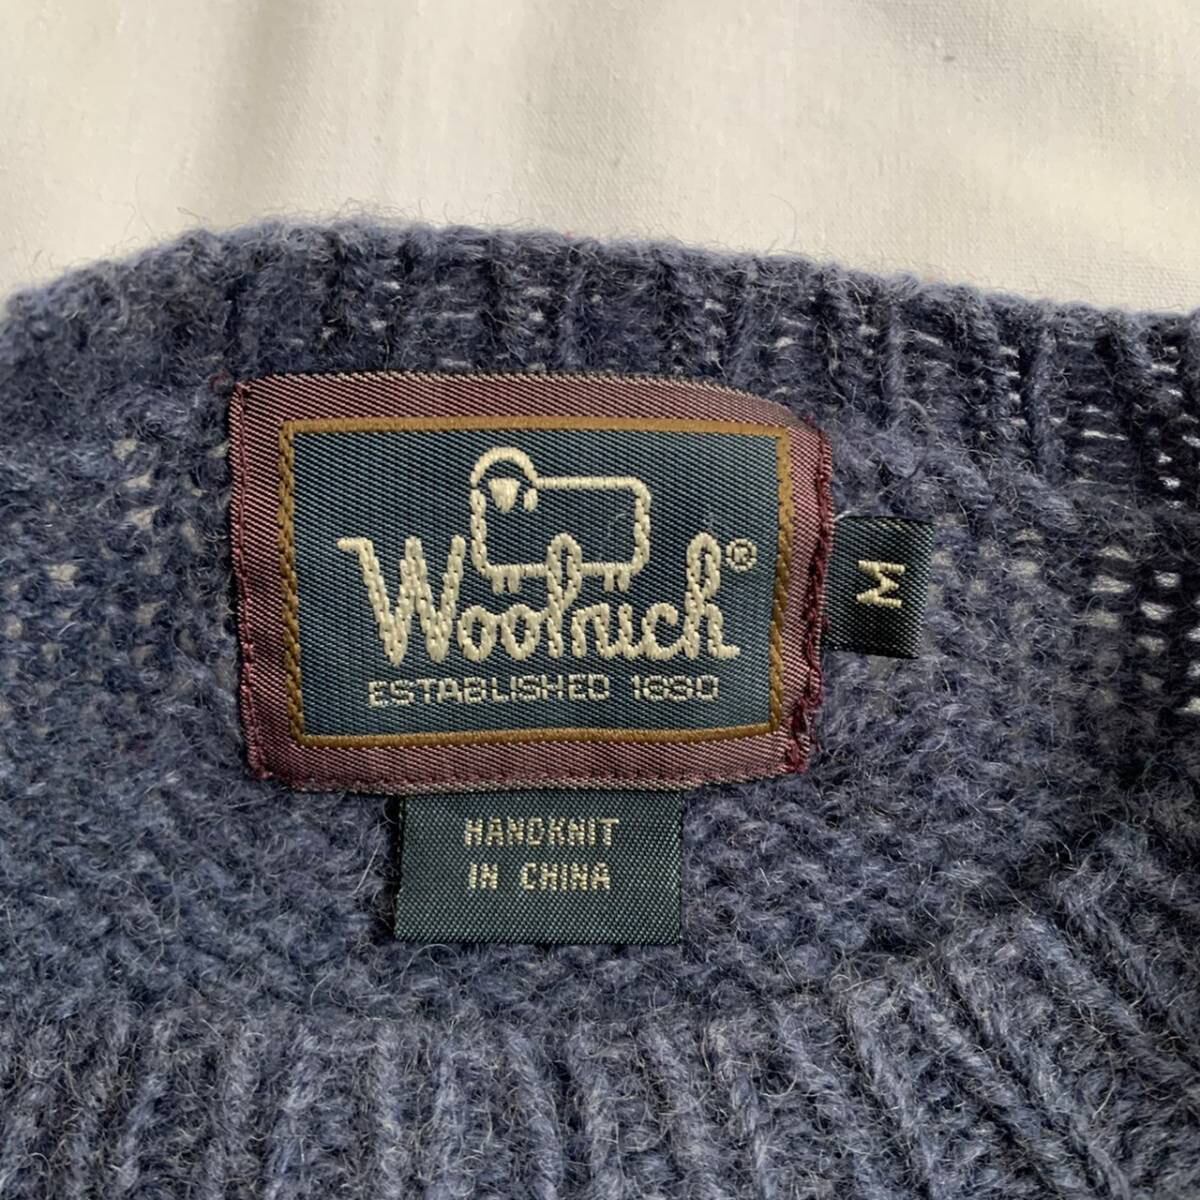 Woolrich®
ESTABLISHED 1830
M
HANDKNIT
IN CHINA